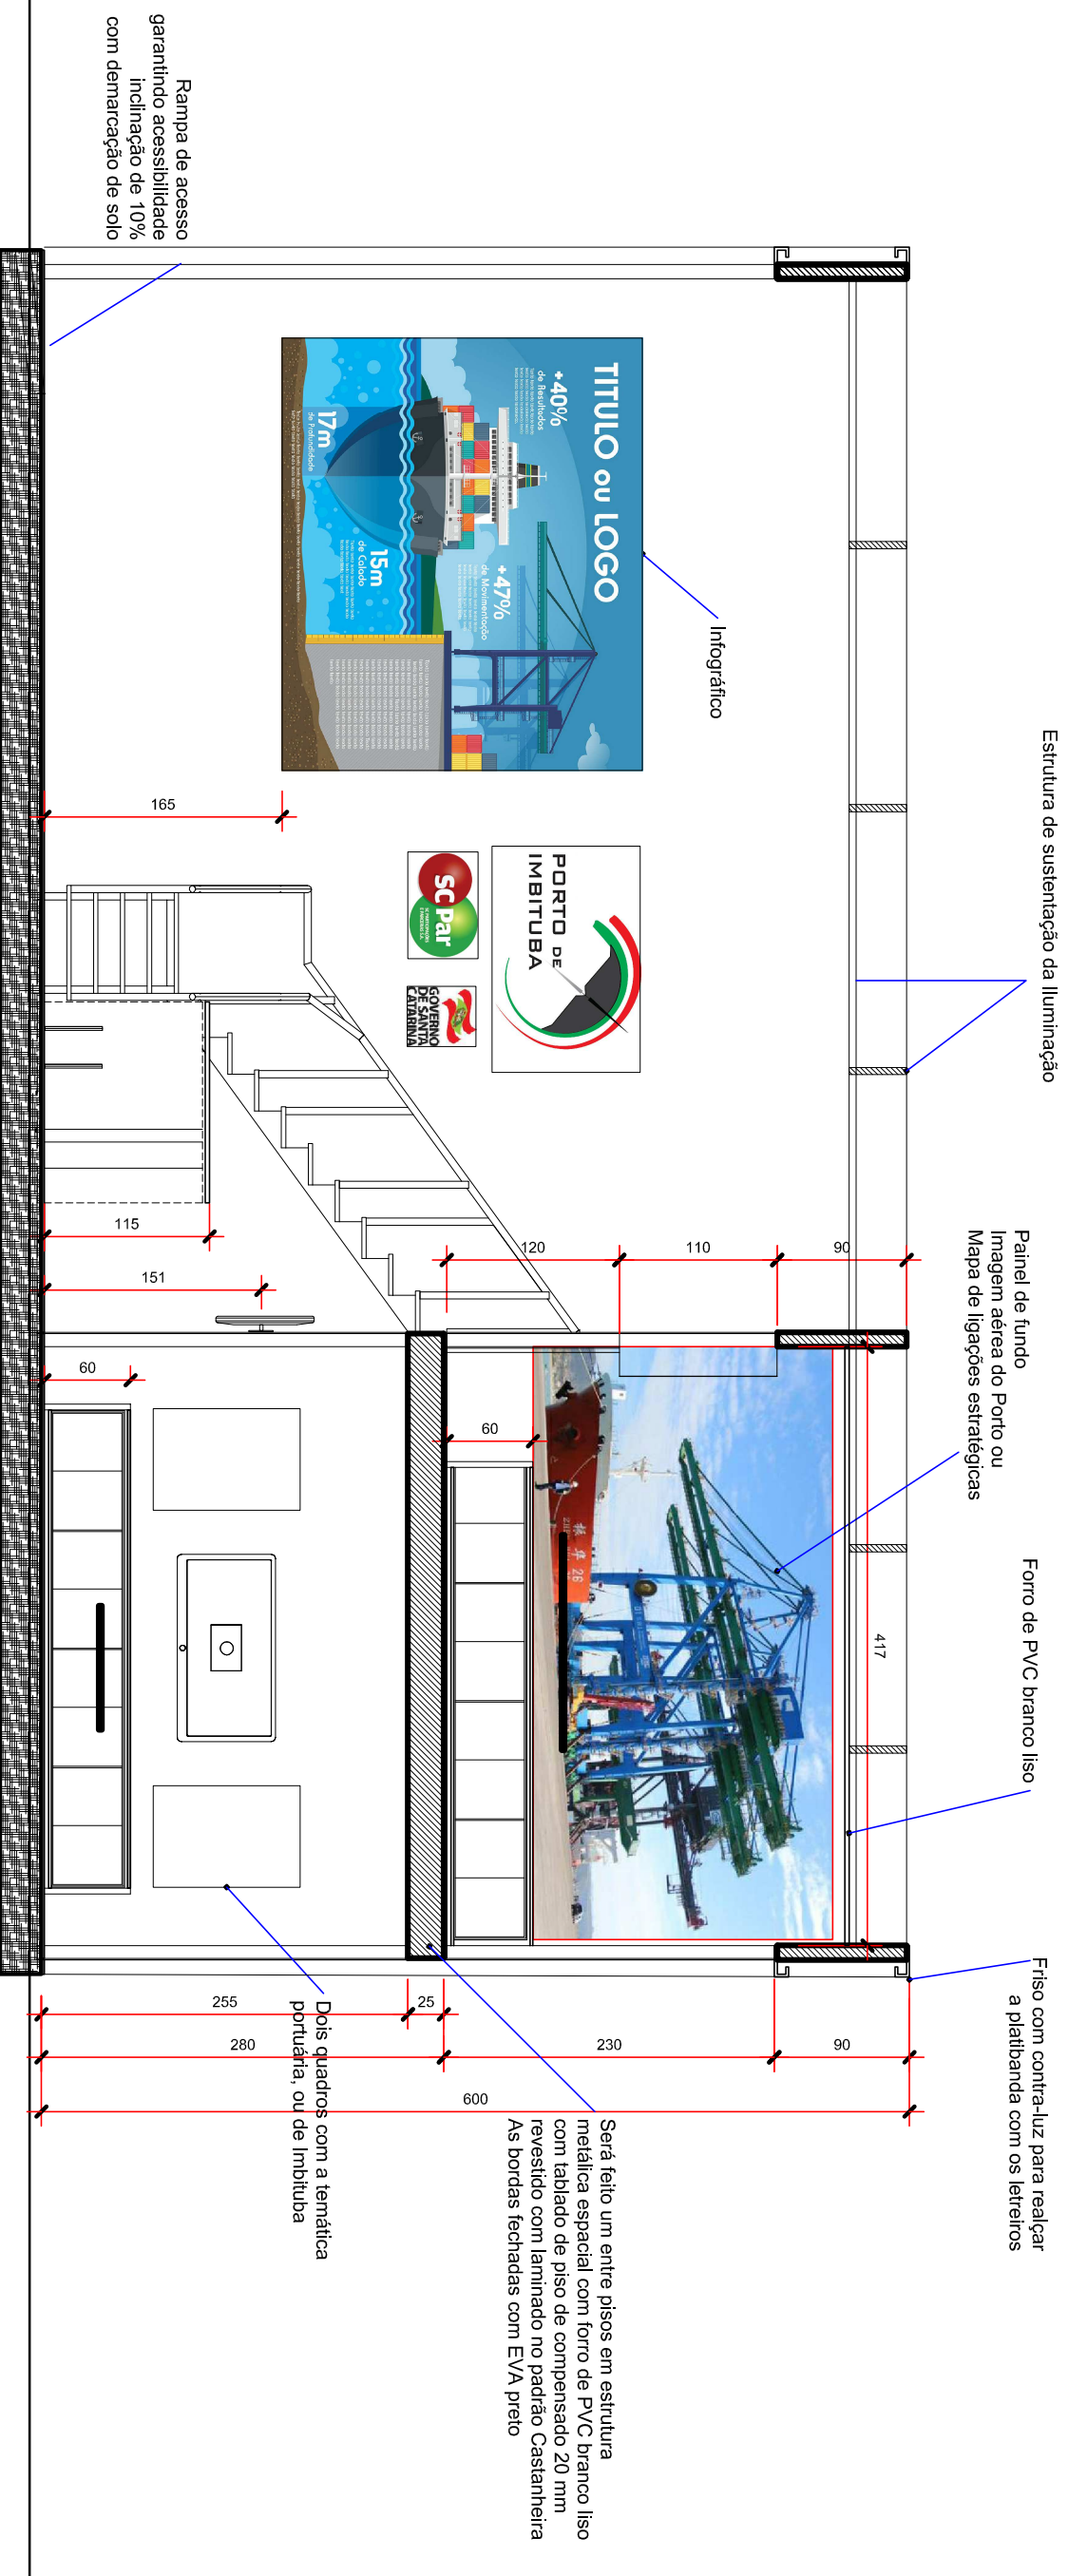 Estrutura de sustentação da Iluminação
Painel de fundo
Imagem aérea do Porto ou
Mapa de ligações estratégicas
Forro de PVC branco liso
Friso com contra-luz para realçar
a platibanda com os letreiros
Infográfico
TITULO ou LOGO
+40%
de Resultados
+47%
de Movimentação
15m
de Calado
17m
de Profundidade
PORTO DE
IMBITUBA
SCPar
GOVERNO
DE SANTA
CATARINA
Rampa de acesso
garantindo acessibilidade
inclinação de 10%
com demarcação de solo
Será feito um entre pisos em estrutura
metálica espacial com forro de PVC branco liso
com tablado de piso de compensado 20 mm
revestido com laminado no padrão Castanheira
As bordas fechadas com EVA preto
Dois quadros com a temática
portuária, ou de Imbituba
165
115
151
60
120
110
90
60
417
26
255
25
280
230
90
600